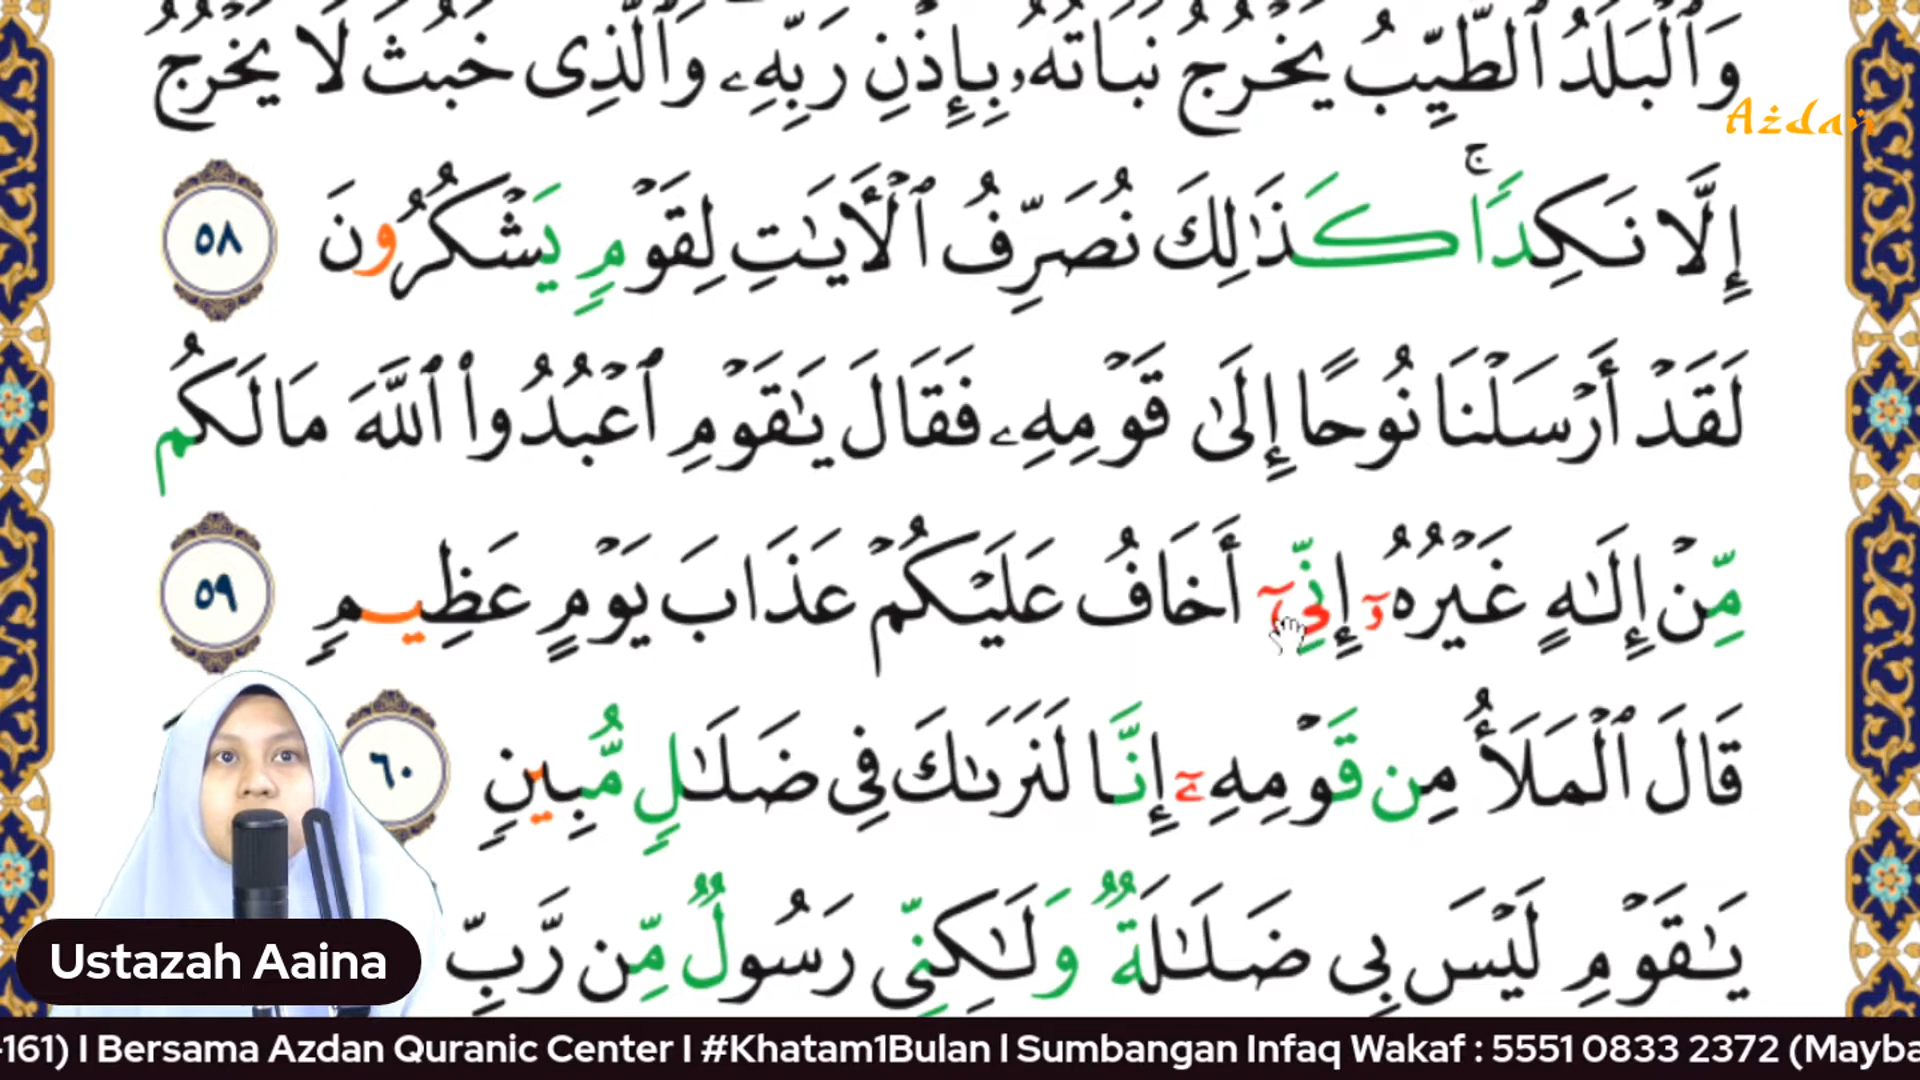 وَٱلْبَلَدُ ٱلطَّيِّبُ يَخْرُجُ نَبَاتُهُۥ بِإِذْنِ رَبِّهِۦ وَٱلَّذِى خَبُثَ لَا يَخْرُجُ
Azdan
إِلَّا نَكِدًا ۚ كَذَٰلِكَ نُصَرِّفُ ٱلْأَيَـٰتِ لِقَوْمٍ يَشْكُرُونَ ٥٨
لَقَدْ أَرْسَلْنَا نُوحًا إِلَىٰ قَوْمِهِۦ فَقَالَ يَـٰقَوْمِ ٱعْبُدُوا۟ ٱللَّهَ مَا لَكُم
مِّنْ إِلَـٰهٍ غَيْرُهُۥٓ إِنِّىٓ أَخَافُ عَلَيْكُمْ عَذَابَ يَوْمٍ عَظِيمٍ ٥٩
قَالَ ٱلْمَلَأُ مِن قَوْمِهِۦٓ إِنَّا لَنَرَىٰكَ فِى ضَلَـٰلٍ مُّبِينٍ ٦٠
يَـٰقَوْمِ لَيْسَ بِى ضَلَـٰلَةٌ وَلَـٰكِنِّى رَسُولٌ مِّن رَّبِّ
Ustazah Aaina
-161) I Bersama Azdan Quranic Center I #Khatam1Bulan I Sumbangan Infaq Wakaf : 5551 0833 2372 (Mayba